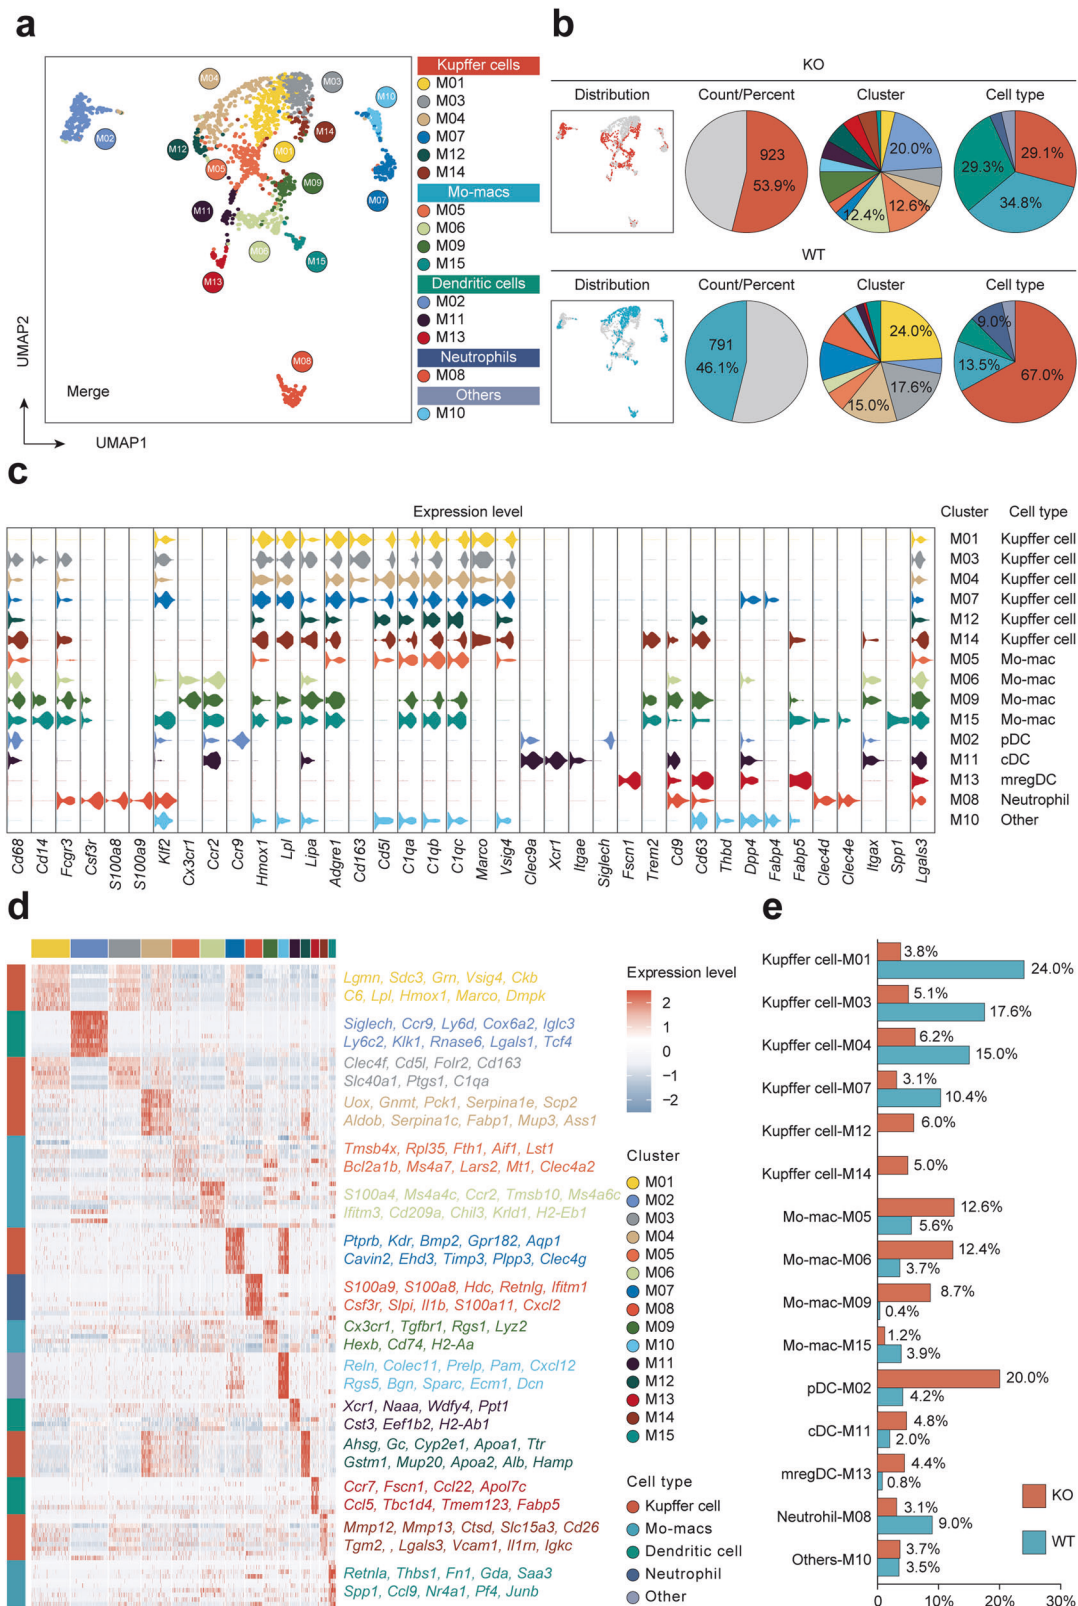 a
Kupffer cells
M01
M03
M04
M07
M12
M14
Mo-macs
M05
M06
M09
M15
Dendritic cells
M02
M11
M13
Neutrophils
M08
Others
M10
M04
M03
M10
M02
M14
M12
M01
M05
M09
M07
M11
M06
M15
M13
M08
Merge
UMAP2
UMAP1
b
KO
Distribution
Count/Percent
Cluster
Cell type
923
53.9%
20.0%
12.6%
12.4%
29.1%
29.3%
34.8%
WT
Distribution
Count/Percent
Cluster
Cell type
791
46.1%
24.0%
17.6%
15.0%
9.0%
13.5%
67.0%
c
Expression level
Cluster
Cell type
M01 Kupffer cell
M03 Kupffer cell
M04 Kupffer cell
M07 Kupffer cell
M12 Kupffer cell
M14 Kupffer cell
M05 Mo-mac
M06 Mo-mac
M09 Mo-mac
M15 Mo-mac
M02 pDC
M11 cDC
M13 mregDC
M08 Neutrophil
M10 Other
Cd68
Cd14
Fcgr3
Csf3r
S100a8
S100a9
Klf2
Cx3cr1
Ccr2
Ccr9
Hmox1
Lpl
Lipa
Adgre1
Cd163
Cd5l
C1qa
C1qb
C1qc
Marco
Vsig4
Clec9a
Xcr1
Itgae
Siglech
Fscn1
Trem2
Cd9
Cd63
Thbd
Dpp4
Fabp4
Fabp5
Clec4d
Clec4e
Itgax
Spp1
Lgals3
d
Lgmn, Sdc3, Grn, Vsig4, Ckb
C6, Lpl, Hmox1, Marco, Dmpk
Siglech, Ccr9, Ly6d, Cox6a2, Iglc3
Ly6c2, Klk1, Rnase6, Lgals1, Tcf4
Clec4f, Cd5l, Folr2, Cd163
Slc40a1, Ptgs1, C1qa
Uox, Gnmt, Pck1, Serpina1e, Scp2
Aldob, Serpina1c, Fabp1, Mup3, Ass1
Tmsb4x, Rpl35, Fth1, Aif1, Lst1
Bcl2a1b, Ms4a7, Lars2, Mt1, Clec4a2
S100a4, Ms4a4c, Ccr2, Tmsb10, Ms4a6c
Ifitm3, Cd209a, Chil3, Krld1, H2-Eb1
Ptprb, Kdr, Bmp2, Gpr182, Aqp1
Cavin2, Ehd3, Timp3, Plpp3, Clec4g
S100a9, S100a8, Hdc, Retnlg, Ifitm1
Csf3r, Slpi, Il1b, S100a11, Cxcl2
Cx3cr1, Tgfbr1, Rgs1, Lyz2
Hexb, Cd74, H2-Aa
Reln, Colec11, Prelp, Pam, Cxcl12
Rgs5, Bgn, Sparc, Ecm1, Dcn
Xcr1, Naaa, Wdfy4, Ppt1
Cst3, Eef1b2, H2-Ab1
Ahsg, Gc, Cyp2e1, Apoa1, Ttr
Gstm1, Mup20, Apoa2, Alb, Hamp
Ccr7, Fscn1, Ccl22, Apol7c
Ccl5, Tbc1d4, Tmem123, Fabp5
Mmp12, Mmp13, Ctsd, Slc15a3, Cd26
Tgm2, , Lgals3, Vcam1, Il1rn, Igkc
Retnla, Thbs1, Fn1, Gda, Saa3
Spp1, Ccl9, Nr4a1, Pf4, Junb
Expression level
2
1
0
−1
−2
Cluster
M01
M02
M03
M04
M05
M06
M07
M08
M09
M10
M11
M12
M13
M14
M15
Cell type
Kupffer cell
Mo-macs
Dendritic cell
Neutrophil
Other
e
Kupffer cell-M01
3.8%
24.0%
Kupffer cell-M03
5.1%
17.6%
Kupffer cell-M04
6.2%
15.0%
Kupffer cell-M07
3.1%
10.4%
Kupffer cell-M12
6.0%
Kupffer cell-M14
5.0%
Mo-mac-M05
12.6%
5.6%
Mo-mac-M06
12.4%
3.7%
Mo-mac-M09
8.7%
0.4%
Mo-mac-M15
1.2%
3.9%
pDC-M02
20.0%
4.2%
cDC-M11
4.8%
2.0%
mregDC-M13
4.4%
0.8%
Neutrohil-M08
3.1%
9.0%
Others-M10
3.7%
3.5%
KO
WT
0 10% 20% 30%